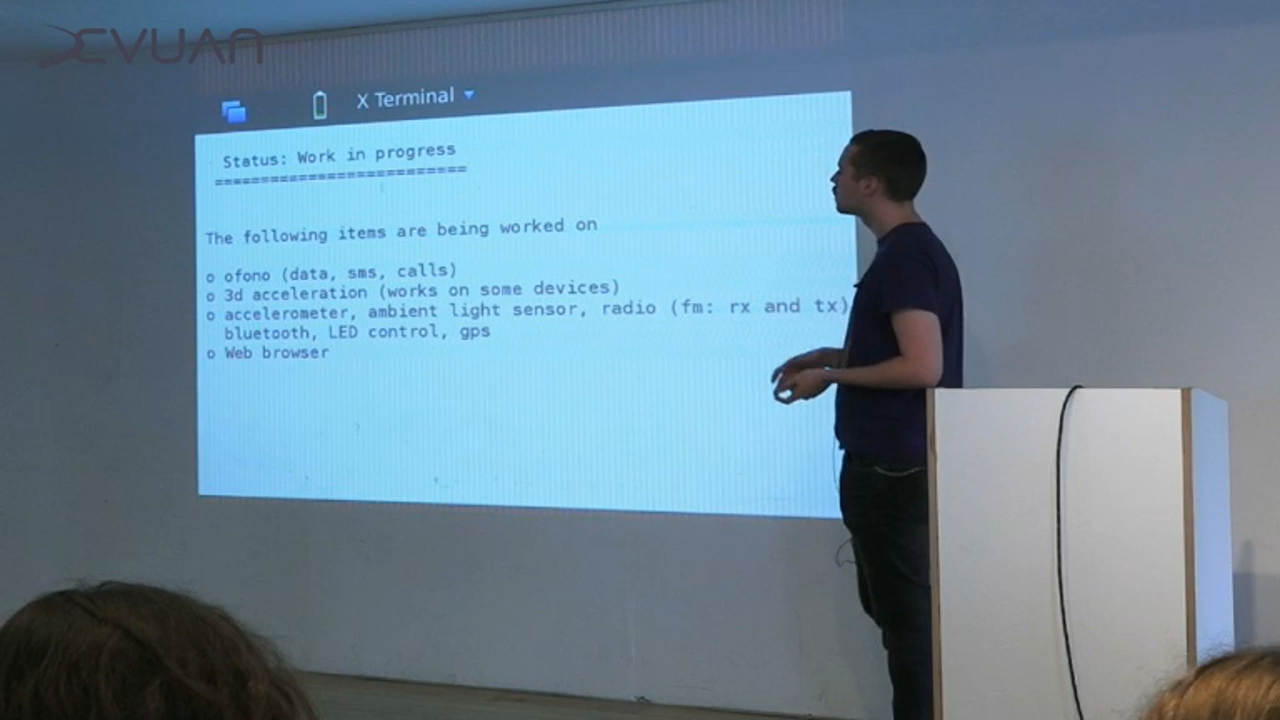 DEVUAN
X Terminal
Status: Work in progress
===========================
The following items are being worked on
o ofono (data, sms, calls)
o 3d acceleration (works on some devices)
o accelerometer, ambient light sensor, radio (fm: rx and tx)
bluetooth, LED control, gps
o Web browser